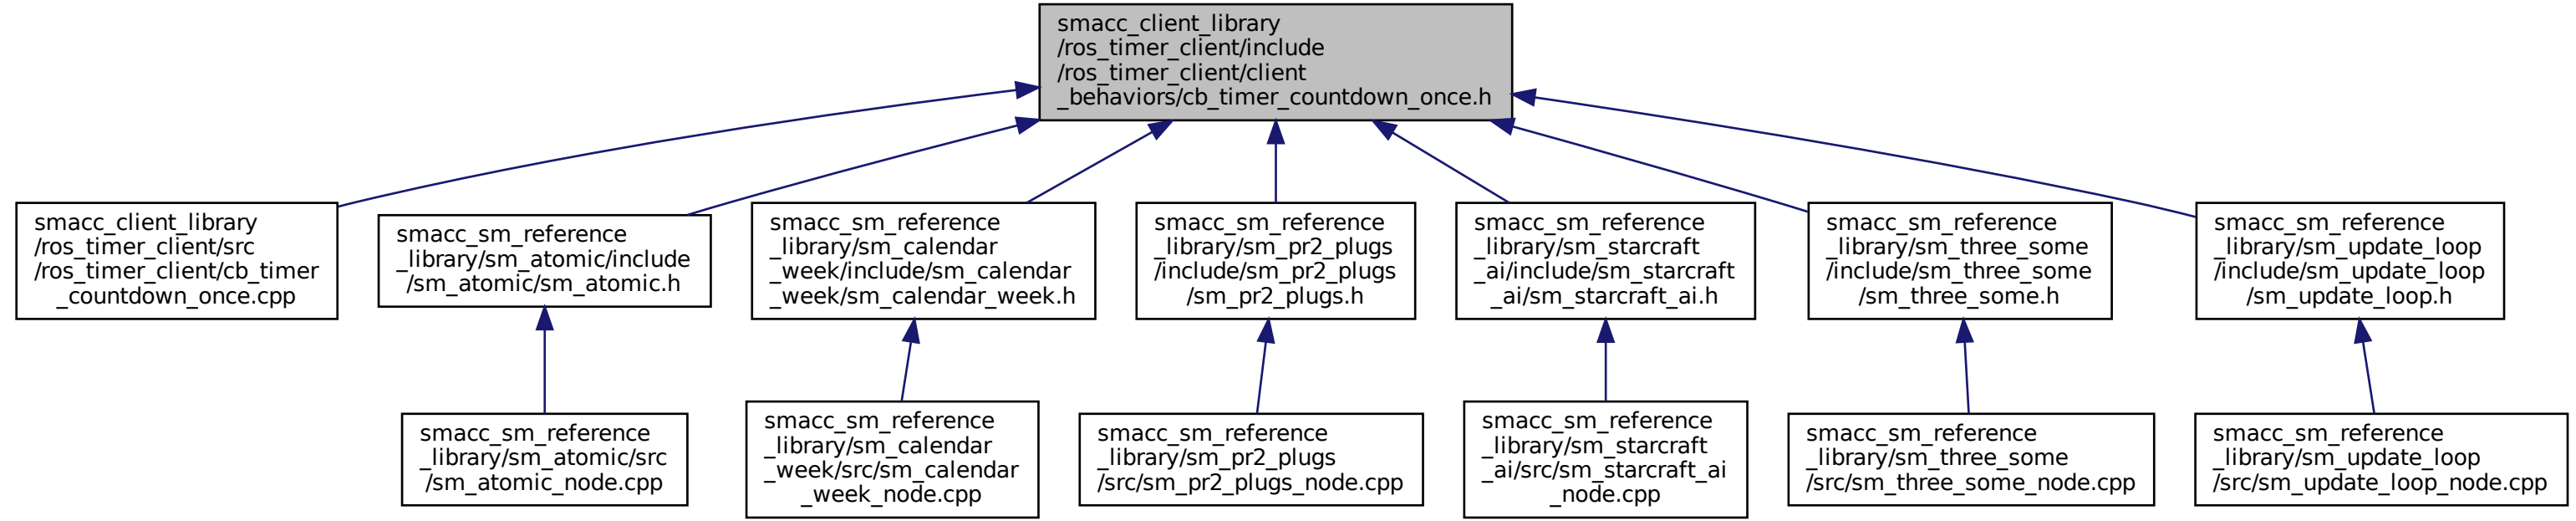 smacc_client_library
/ros_timer_client/include
/ros_timer_client/client
_behaviors/cb_timer_countdown_once.h
smacc_client_library
/ros_timer_client/src
/ros_timer_client/cb_timer
_countdown_once.cpp
smacc_sm_reference
_library/sm_atomic/include
/sm_atomic/sm_atomic.h
smacc_sm_reference
_library/sm_calendar
_week/include/sm_calendar
_week/sm_calendar_week.h
smacc_sm_reference
_library/sm_pr2_plugs
/include/sm_pr2_plugs
/sm_pr2_plugs.h
smacc_sm_reference
_library/sm_starcraft
_ai/include/sm_starcraft
_ai/sm_starcraft_ai.h
smacc_sm_reference
_library/sm_three_some
/include/sm_three_some
/sm_three_some.h
smacc_sm_reference
_library/sm_update_loop
/include/sm_update_loop
/sm_update_loop.h
smacc_sm_reference
_library/sm_atomic/src
/sm_atomic_node.cpp
smacc_sm_reference
_library/sm_calendar
_week/src/sm_calendar
_week_node.cpp
smacc_sm_reference
_library/sm_pr2_plugs
/src/sm_pr2_plugs_node.cpp
smacc_sm_reference
_library/sm_starcraft
_ai/src/sm_starcraft_ai
_node.cpp
smacc_sm_reference
_library/sm_three_some
/src/sm_three_some_node.cpp
smacc_sm_reference
_library/sm_update_loop
/src/sm_update_loop_node.cpp